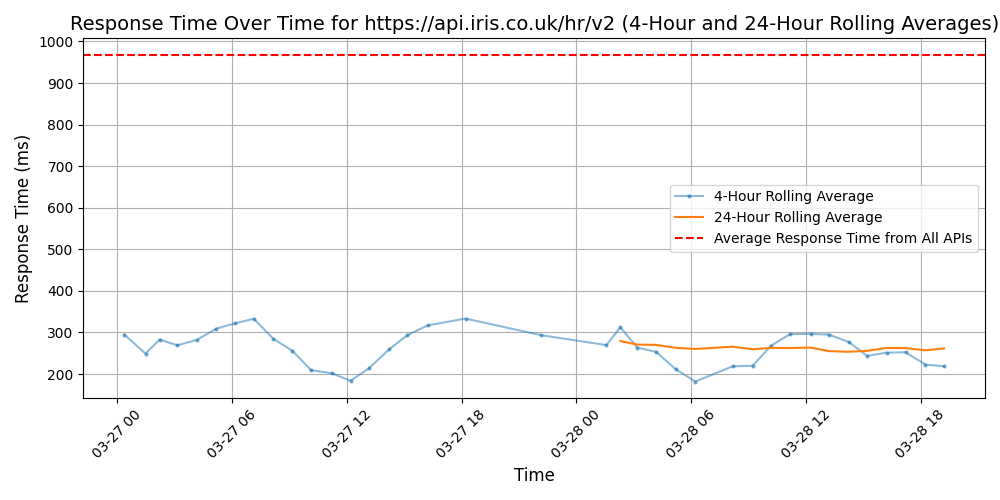 Response Time Over Time for https://api.iris.co.uk/hr/v2 (4-Hour and 24-Hour Rolling Averages)
Response Time (ms)
1000
900
800
700
600
500
400
300
200
4-Hour Rolling Average
24-Hour Rolling Average
Average Response Time from All APIs
03-27 00
03-27 06
03-27 12
03-27 18
03-28 00
03-28 06
03-28 12
03-28 18
Time